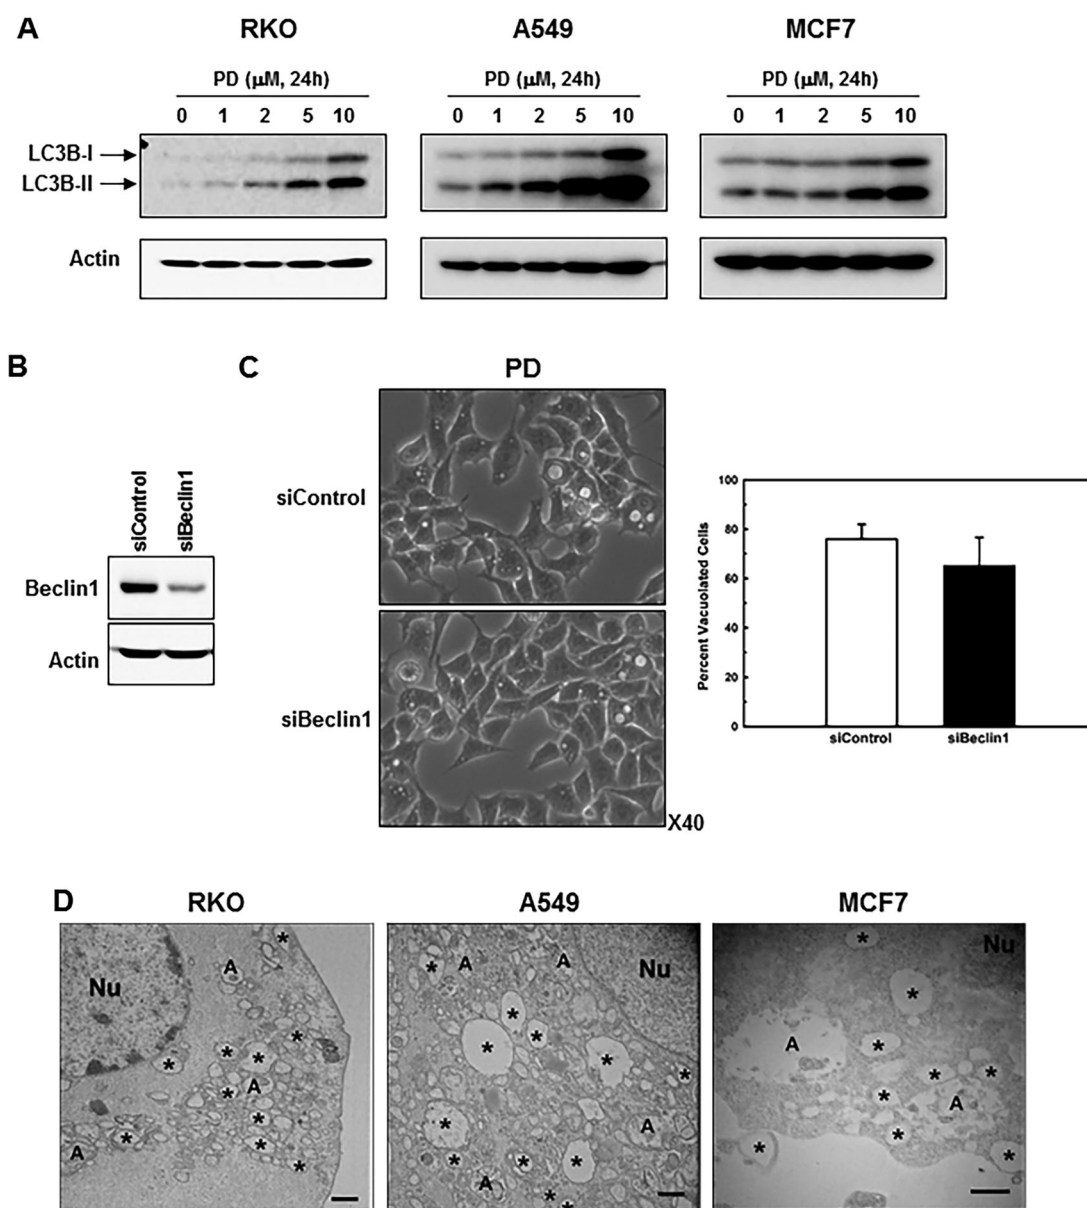 A
RKO A549 MCF7
PD (μM, 24h) PD (μM, 24h) PD (μM, 24h)
0 1 2 5 10 0 1 2 5 10 0 1 2 5 10
LC3B-I
LC3B-II
Actin
B
C
PD
siControl
siBeclin1
Beclin1
Actin
siControl
siBeclin1
X40
Percent Vacuolated Cells
100
80
60
40
20
0
siControl siBeclin1
D
RKO A549 MCF7
* A Nu * * * * * A * * * * * A
* A A Nu * * * * * * A * * A * *
* Nu * A * * * * A * * *